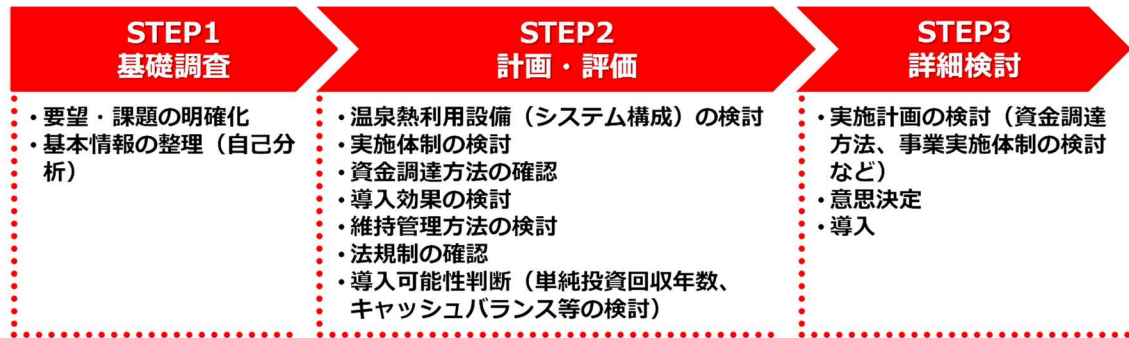 STEP1
基礎調査
・要望・課題の明確化
・基本情報の整理（自己分
析）
STEP2
計画・評価
・温泉熱利用設備（システム構成）の検討
・実施体制の検討
・資金調達方法の確認
・導入効果の検討
・維持管理方法の検討
・法規制の確認
・導入可能性判断（単純投資回収年数、
キャッシュバランス等の検討）
STEP3
詳細検討
・実施計画の検討（資金調達
方法、事業実施体制の検討
など）
・意思決定
・導入